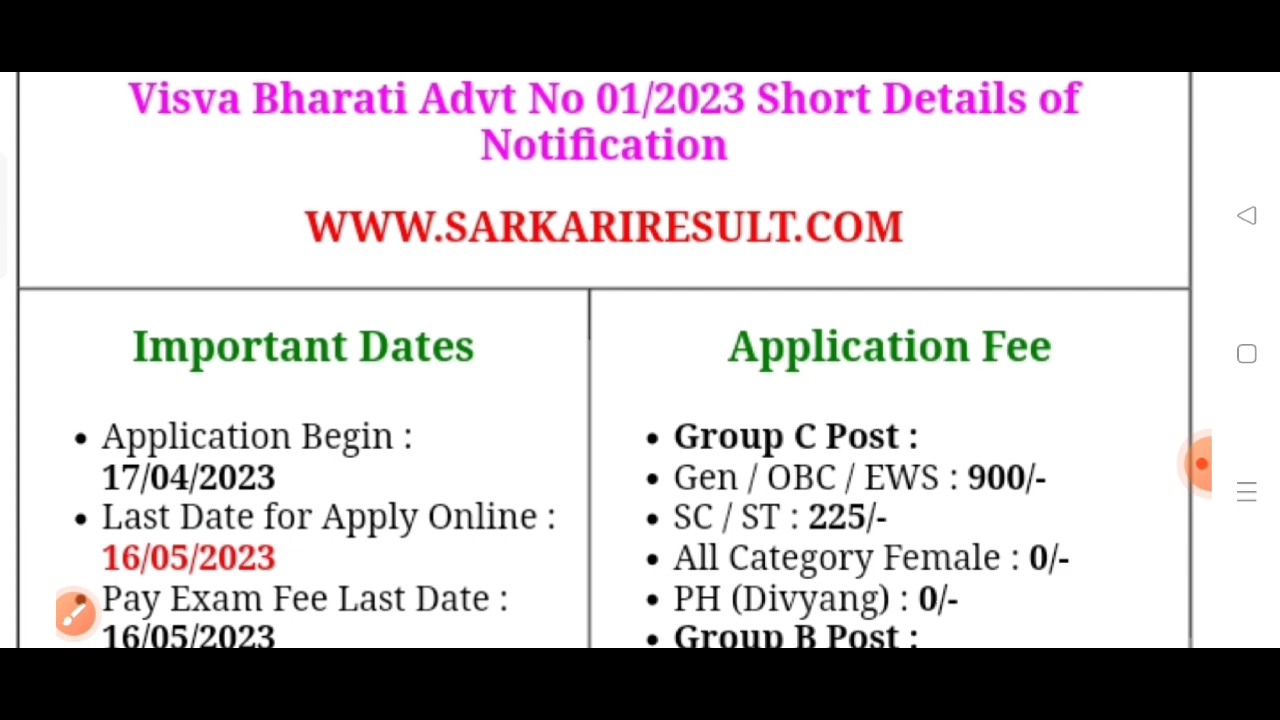 Visva Bharati Advt No 01/2023 Short Details of
Notification
WWW.SARKARIRESULT.COM
Important Dates
• Application Begin :
17/04/2023
• Last Date for Apply Online :
16/05/2023
Pay Exam Fee Last Date :
16/05/2023
Application Fee
• Group C Post :
• Gen / OBC / EWS : 900/-
• SC / ST : 225/-
• All Category Female : 0/-
• PH (Divyang) : 0/-
• Group B Post :